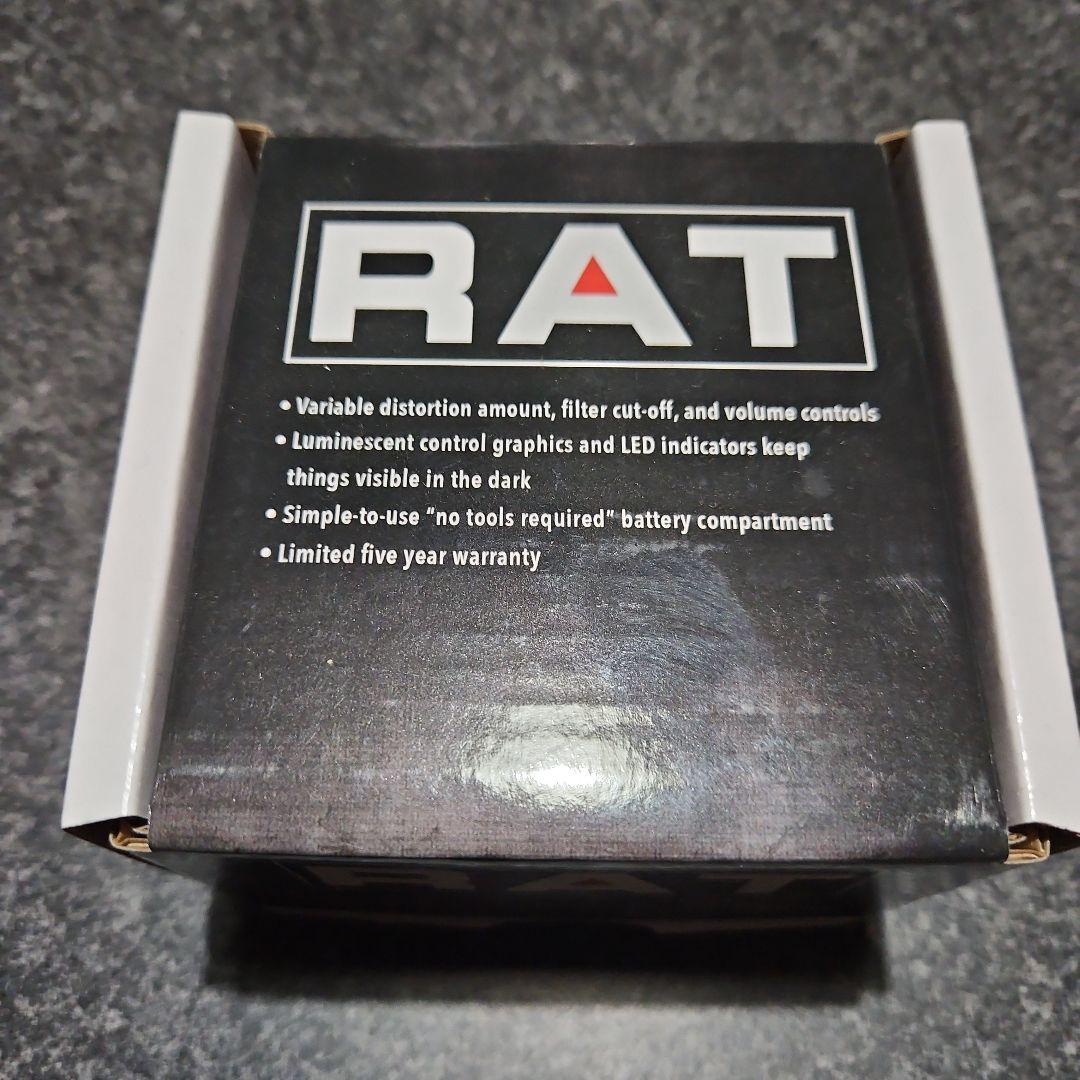 RAT
• Variable distortion amount, filter cut-off, and volume controls
• Luminescent control graphics and LED indicators keep
things visible in the dark
• Simple-to-use "no tools required" battery compartment
• Limited five year warranty
RAT